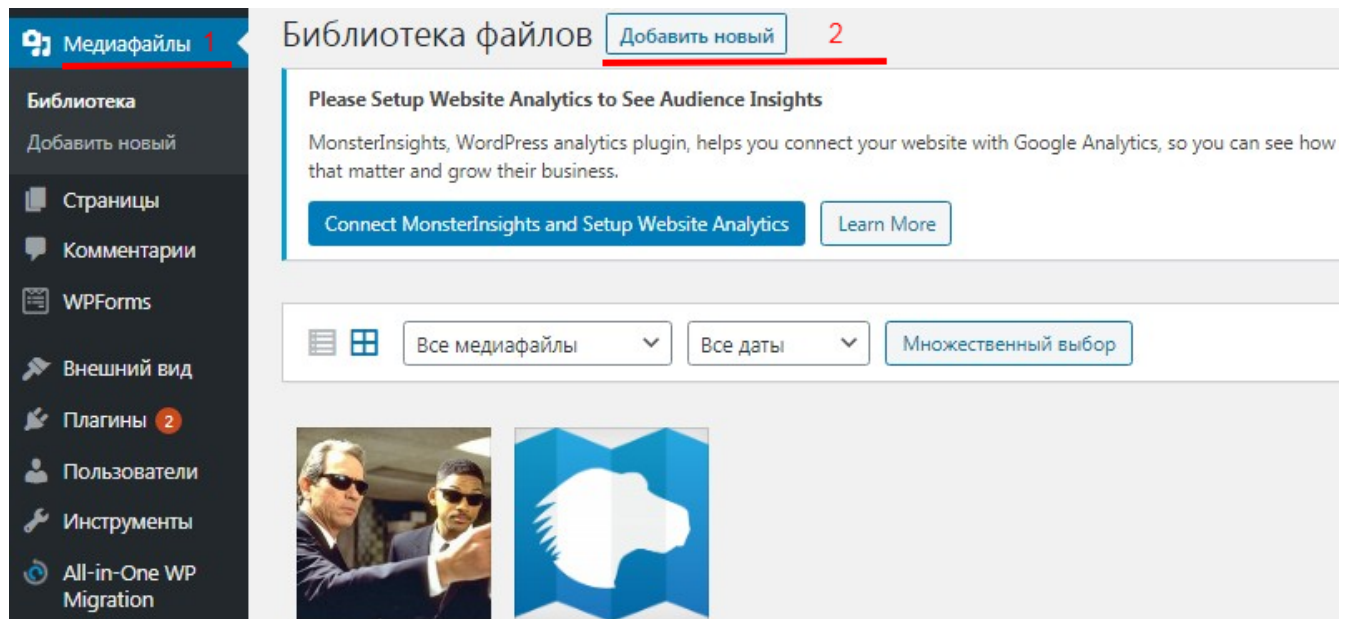 Медиафайлы 1
Библиотека
Добавить новый
Страницы
Комментарии
WPForms
Внешний вид
Плагины 2
Пользователи
Инструменты
All-in-One WP
Migration
Библиотека файлов Добавить новый 2
Please Setup Website Analytics to See Audience Insights
MonsterInsights, WordPress analytics plugin, helps you connect your website with Google Analytics, so you can see how
that matter and grow their business.
Connect MonsterInsights and Setup Website Analytics Learn More
Все медиафайлы Все даты Множественный выбор